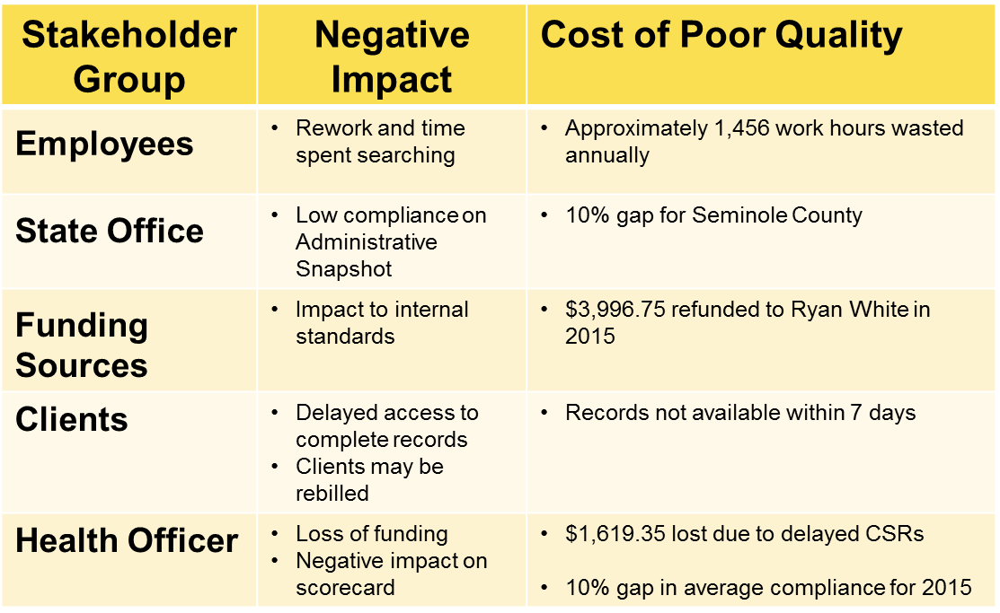 Stakeholder Group
Negative Impact
Cost of Poor Quality
Employees
• Rework and time
spent searching
• Approximately 1,456 work hours wasted
annually
State Office
• Low compliance on
Administrative
Snapshot
• 10% gap for Seminole County
Funding
Sources
• Impact to internal
standards
• $3,996.75 refunded to Ryan White in
2015
Clients
• Delayed access to
complete records
• Clients may be
rebilled
• Records not available within 7 days
Health Officer
• Loss of funding
• Negative impact on
scorecard
• $1,619.35 lost due to delayed CSRs
• 10% gap in average compliance for 2015